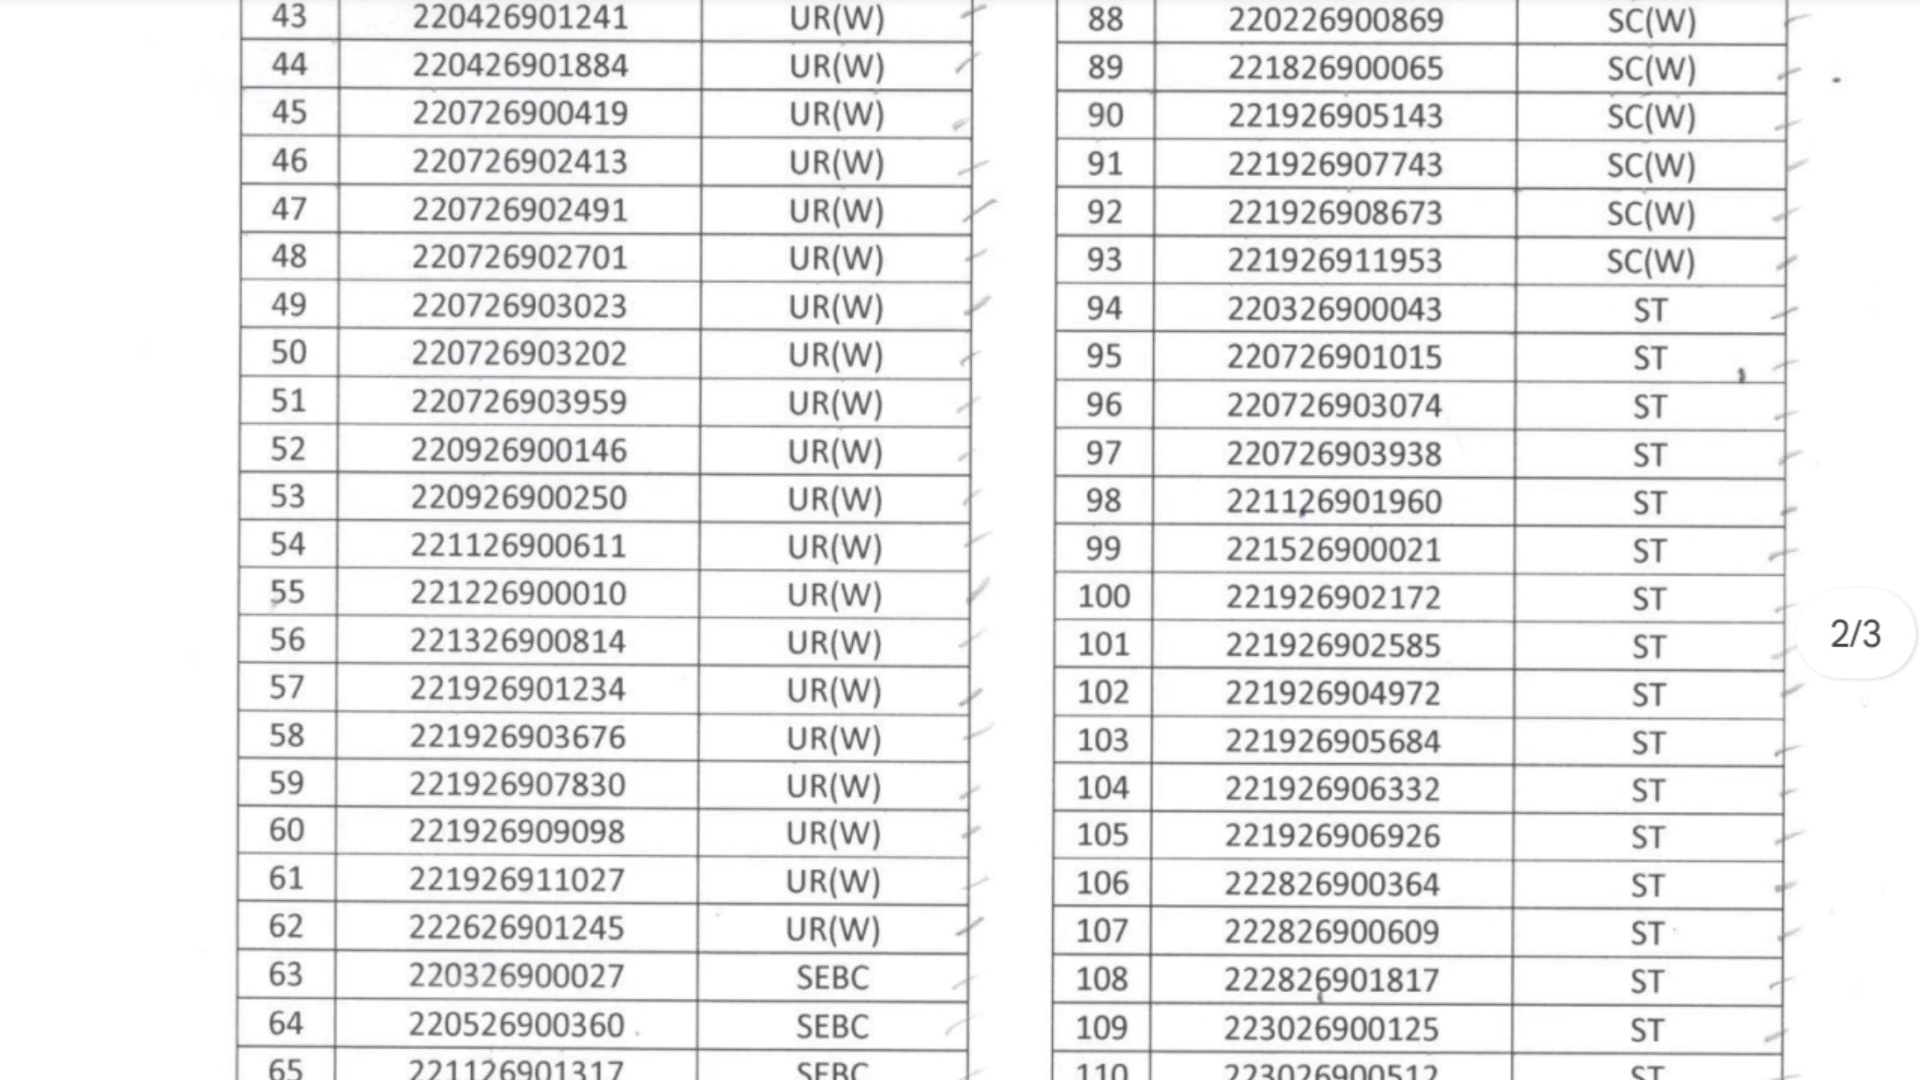 43 220426901241 UR(W)
44 220426901884 UR(W)
45 220726900419 UR(W)
46 220726902413 UR(W)
47 220726902491 UR(W)
48 220726902701 UR(W)
49 220726903023 UR(W)
50 220726903202 UR(W)
51 220726903959 UR(W)
52 220926900146 UR(W)
53 220926900250 UR(W)
54 221126900611 UR(W)
55 221226900010 UR(W)
56 221326900814 UR(W)
57 221926901234 UR(W)
58 221926903676 UR(W)
59 221926907830 UR(W)
60 221926909098 UR(W)
61 221926911027 UR(W)
62 222626901245 UR(W)
63 220326900027 SEBC
64 220526900360 SEBC
65 221126901317 SEBC
88 220226900869 SC(W)
89 221826900065 SC(W)
90 221926905143 SC(W)
91 221926907743 SC(W)
92 221926908673 SC(W)
93 221926911953 SC(W)
94 220326900043 ST
95 220726901015 ST
96 220726903074 ST
97 220726903938 ST
98 221126901960 ST
99 221526900021 ST
100 221926902172 ST
101 221926902585 ST
102 221926904972 ST
103 221926905684 ST
104 221926906332 ST
105 221926906926 ST
106 222826900364 ST
107 222826900609 ST
108 222826901817 ST
109 223026900125 ST
110 223026900512 ST
2/3